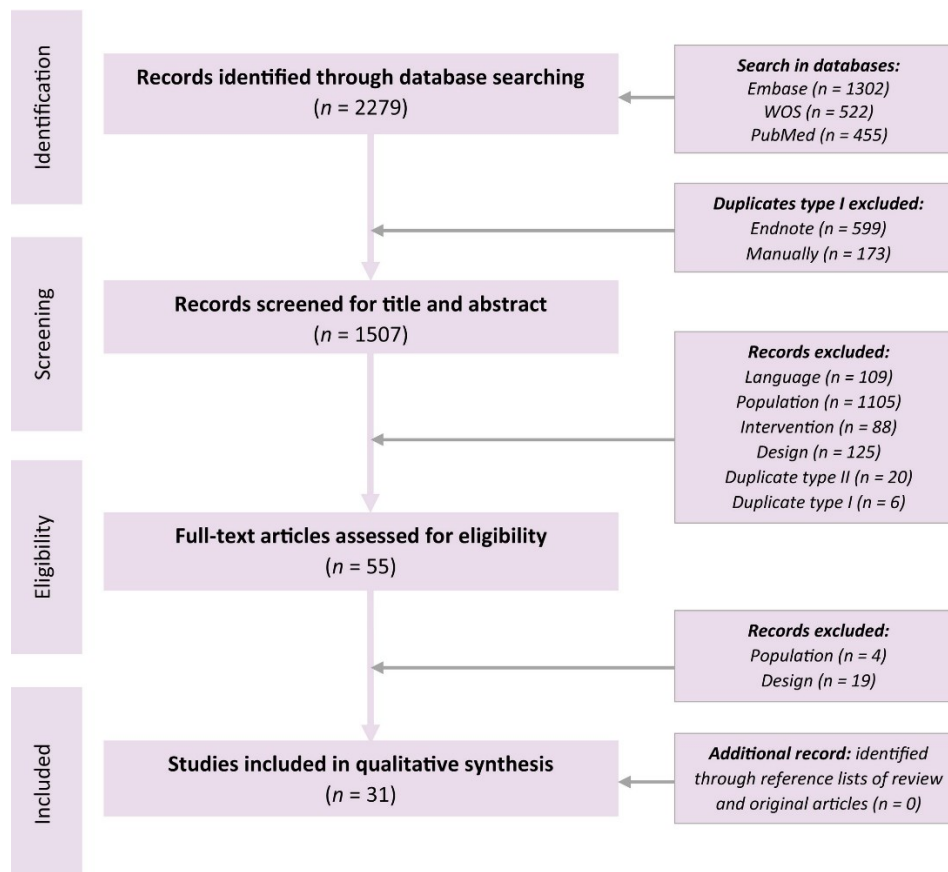 Identification
Records identified through database searching
(n = 2279)
Search in databases:
Embase (n = 1302)
WOS (n = 522)
PubMed (n = 455)
Duplicates type I excluded:
Endnote (n = 599)
Manually (n = 173)
Screening
Records screened for title and abstract
(n = 1507)
Records excluded:
Language (n = 109)
Population (n = 1105)
Intervention (n = 88)
Design (n = 125)
Duplicate type II (n = 20)
Duplicate type I (n = 6)
Eligibility
Full-text articles assessed for eligibility
(n = 55)
Records excluded:
Population (n = 4)
Design (n = 19)
Included
Studies included in qualitative synthesis
(n = 31)
Additional record: identified
through reference lists of review
and original articles (n = 0)